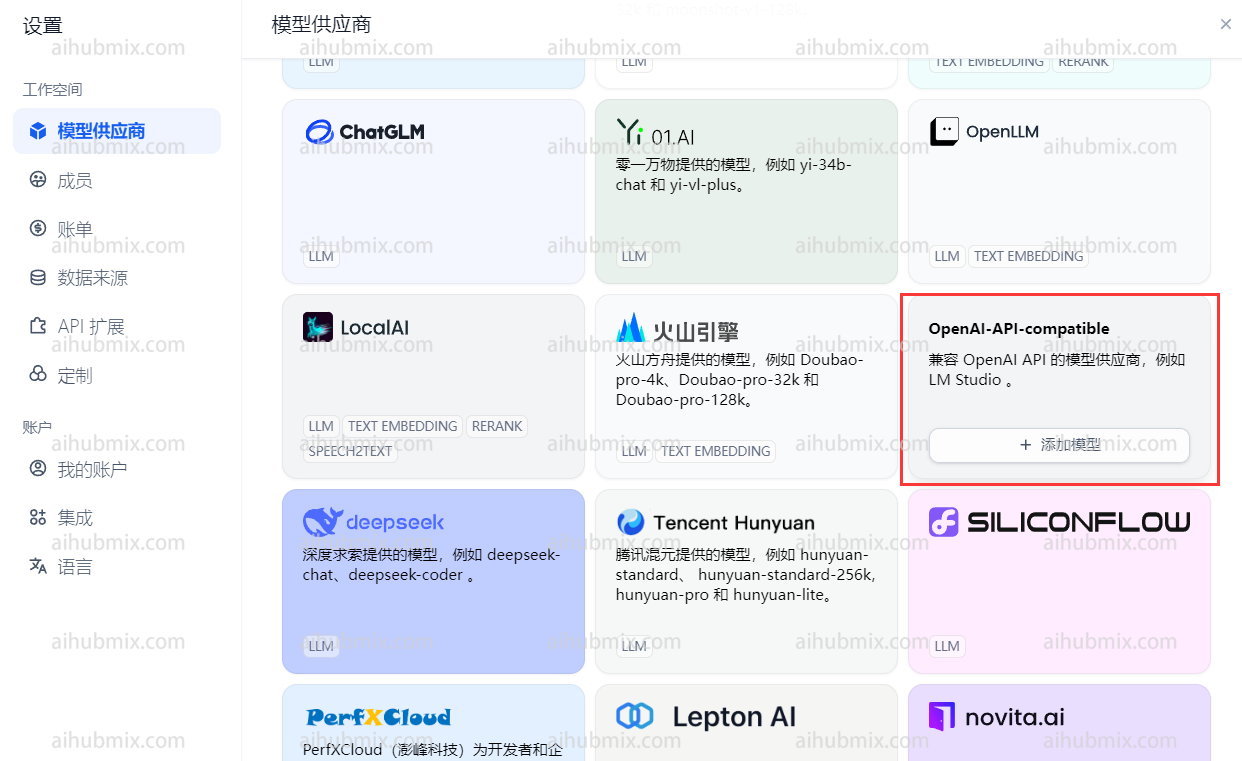 设置
工作空间
模型供应商
成员
账单
数据来源
API 扩展
定制
账户
我的账户
集成
语言
模型供应商
LLM
LLM
TEXT EMBEDDING
RERANK
ChatGLM
LLM
01.AI
零一万物提供的模型，例如 yi-34b-
chat 和 yi-vl-plus。
LLM
OpenLLM
LLM
TEXT EMBEDDING
LocalAI
LLM
TEXT EMBEDDING
RERANK
SPEECH2TEXT
火山引擎
火山方舟提供的模型，例如 Doubao-
pro-4k、Doubao-pro-32k 和
Doubao-pro-128k。
LLM
TEXT EMBEDDING
OpenAI-API-compatible
兼容 OpenAI API 的模型供应商，例如
LM Studio 。
+ 添加模型
deepseek
深度求索提供的模型，例如 deepseek-
chat、deepseek-coder 。
LLM
Tencent Hunyuan
腾讯混元提供的模型，例如 hunyuan-
standard、 hunyuan-standard-256k,
hunyuan-pro 和 hunyuan-lite。
LLM
SILICONFLOW
LLM
PerfXCloud
PerfXCloud（澎峰科技）为开发者和企
Lepton AI
novita.ai
aihubmix.com